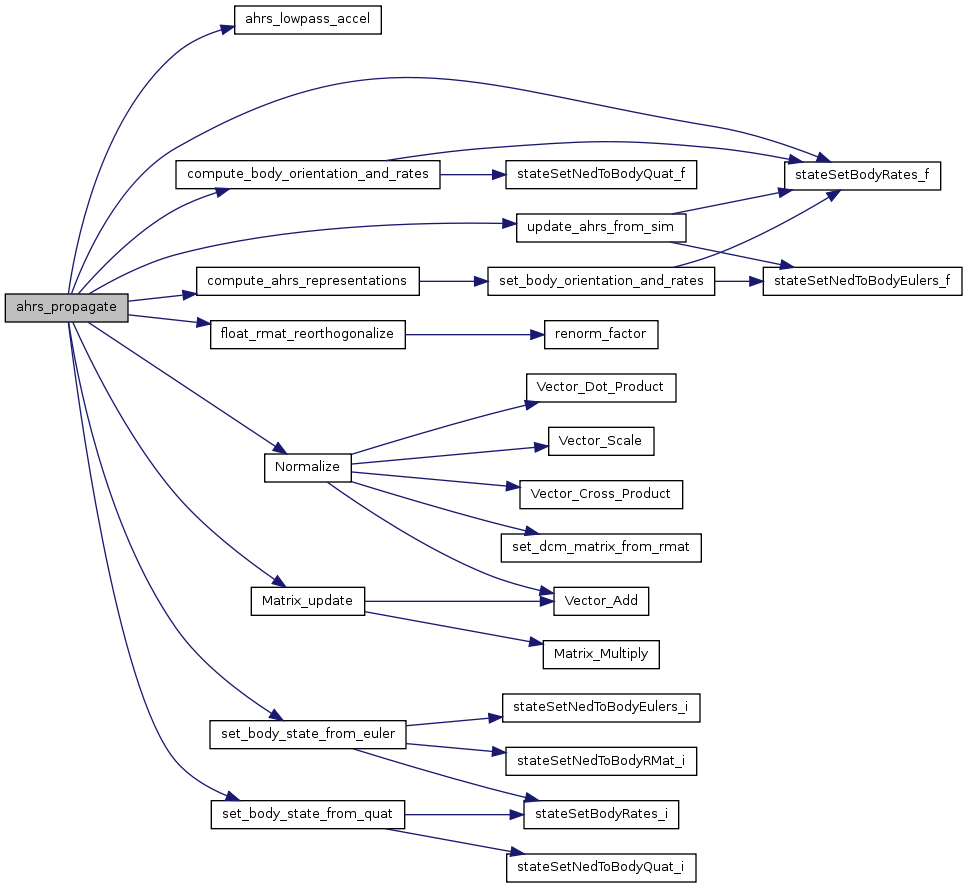 ahrs_lowpass_accel
compute_body_orientation_and_rates
stateSetNedToBodyQuat_f
stateSetBodyRates_f
update_ahrs_from_sim
compute_ahrs_representations
set_body_orientation_and_rates
stateSetNedToBodyEulers_f
ahrs_propagate
float_rmat_reorthogonalize
renorm_factor
Vector_Dot_Product
Vector_Scale
Normalize
Vector_Cross_Product
set_dcm_matrix_from_rmat
Matrix_update
Vector_Add
Matrix_Multiply
stateSetNedToBodyEulers_i
set_body_state_from_euler
stateSetNedToBodyRMat_i
set_body_state_from_quat
stateSetBodyRates_i
stateSetNedToBodyQuat_i